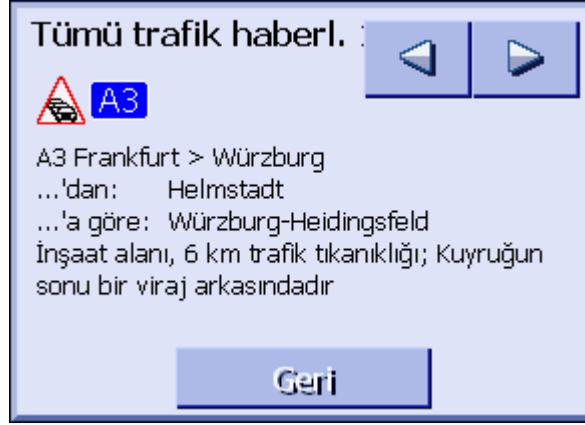 Tümü trafik haberl.
A3
A3 Frankfurt > Würzburg
...'dan: Helmstadt
...'a göre: Würzburg-Heidingsfeld
İnşaat alanı, 6 km trafik tıkanıklığı; Kuyruğun
sonu bir viraj arkasındadır
Geri